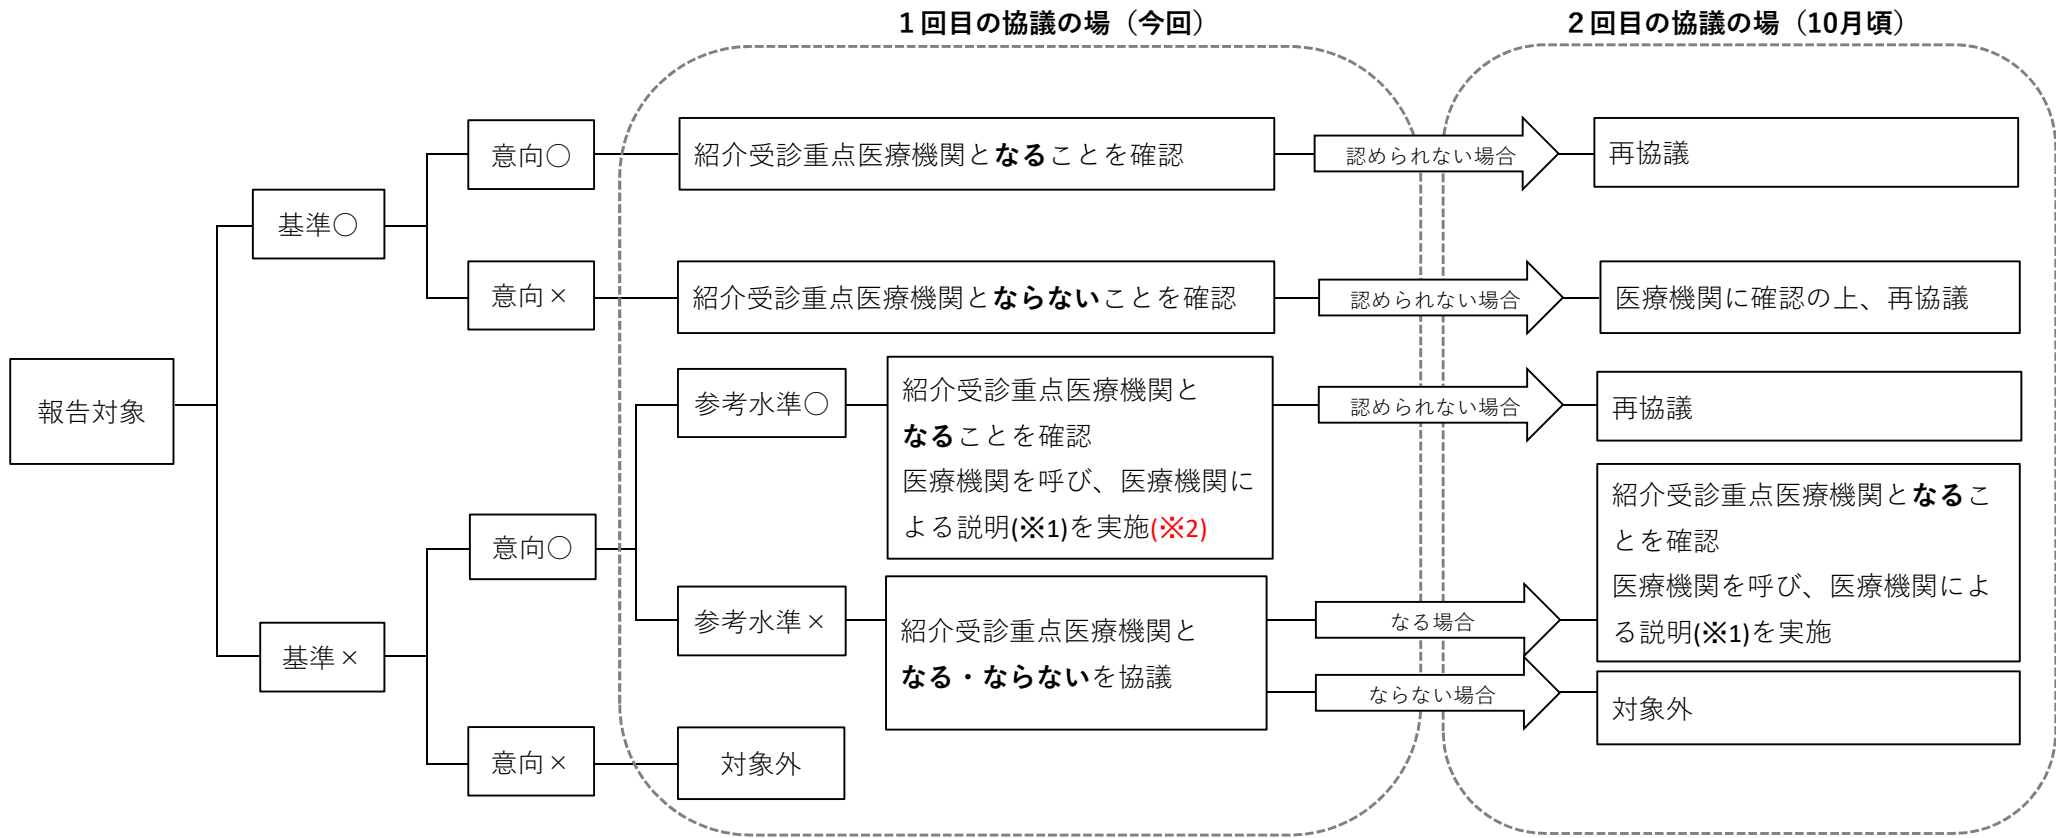 １回目の協議の場（今回）
２回目の協議の場（10月頃）
報告対象
基準〇
意向〇
紹介受診重点医療機関となることを確認
認められない場合
再協議
意向×
紹介受診重点医療機関とならないことを確認
認められない場合
医療機関に確認の上、再協議
基準×
意向〇
参考水準〇
紹介受診重点医療機関と
なることを確認
医療機関を呼び、医療機関に
よる説明(※1)を実施(※2)
認められない場合
再協議
参考水準×
紹介受診重点医療機関と
なる・ならないを協議
なる場合
紹介受診重点医療機関となるこ
とを確認
医療機関を呼び、医療機関によ
る説明(※1)を実施
ならない場合
対象外
意向×
対象外